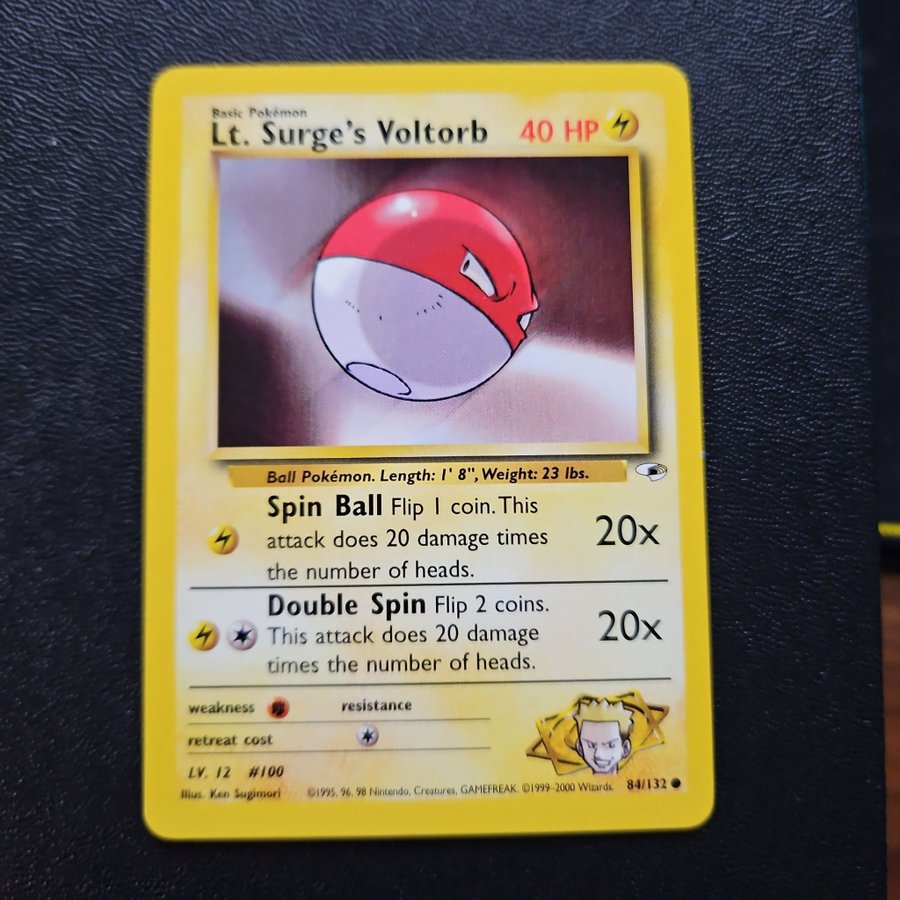 Basic Pokémon
Lt. Surge's Voltorb 40 HP
Ball Pokémon. Length: 1' 8", Weight: 23 lbs.
Spin Ball Flip 1 coin. This
attack does 20 damage times
the number of heads.
20x
Double Spin Flip 2 coins.
This attack does 20 damage
times the number of heads.
20x
weakness resistance
retreat cost
LV. 12 #100
Illus. Ken Sugimori ©1995, 96, 98 Nintendo, Creatures, GAMEFREAK. ©1999-2000 Wizards. 84/132